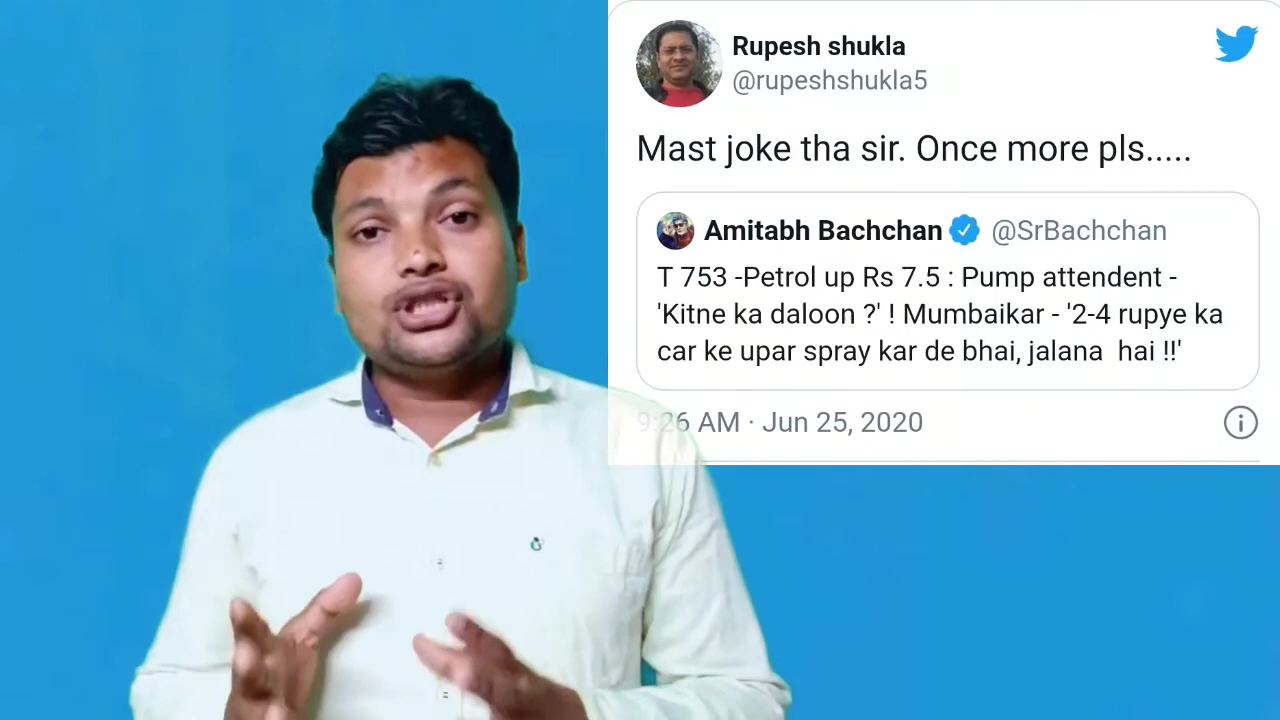 Rupesh shukla
@rupeshshukla5
Mast joke tha sir. Once more pls.....
Amitabh Bachchan @SrBachchan
T 753 -Petrol up Rs 7.5 : Pump attendent -
'Kitne ka daloon ?' ! Mumbaikar - '2-4 rupye ka
car ke upar spray kar de bhai, jalana hai !!'
9:26 AM · Jun 25, 2020